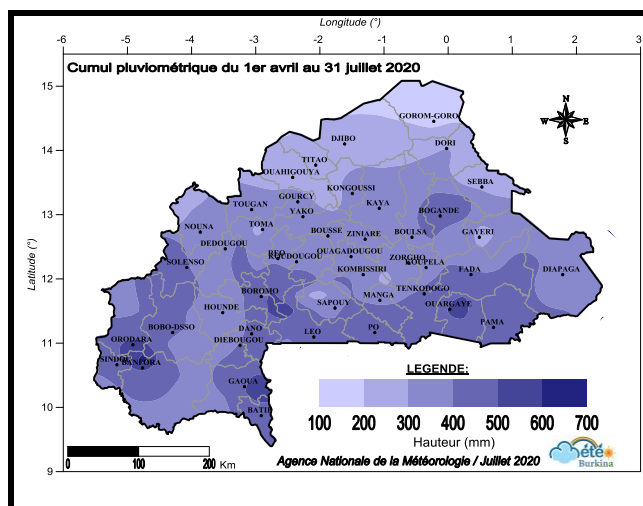 Longitude (°)
-6 -5 -4 -3 -2 -1 0 1 2 3
Cumul pluviométrique du 1er avril au 31 juillet 2020
15
GOROM-GORO
N
W E
S
DJIBO
DORI
14
TITAO
OUAHIGOUYA
SEBBA
KONGOUSSI
GOURCY
KAYA
TOUGAN
YAKO
BOGANDE
13
NOUNA
TOMA
BOUSSE
ZINIARE
BOULSA
GAYERI
DEDOUGOU
Latitude (°)
SOLENSO
KOUDOUGOU
OUAGADOUGOU
ZORGHO
KOUPELA
KOMBISSIRI
FADA
DIAPAGA
12
BOROMO
MANGA
TENKODOGO
HOUNDE
SAPOUY
OUARGAYE
BOBO-DSSO
DANO
LEO
PO
PAMA
11
ORODARA
DIEBOUGOU
SINDOU
BANFORA
LEGENDE:
GAOUA
10
BATIE
100 200 300 400 500 600 700
Hauteur (mm)
0 100 200 Km
Agence Nationale de la Météorologie / Juillet 2020
météo
Burkina
9